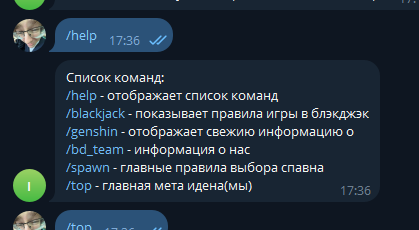 /help
17:36
Список команд:
/help - отображает список команд
/blackjack - показывает правила игры в блэкджэк
/genshin - отображает свежию информацию о
/bd_team - информация о нас
/spawn - главные правила выбора спавна
/top - главная мета идена(мы)
17:36
I
/top